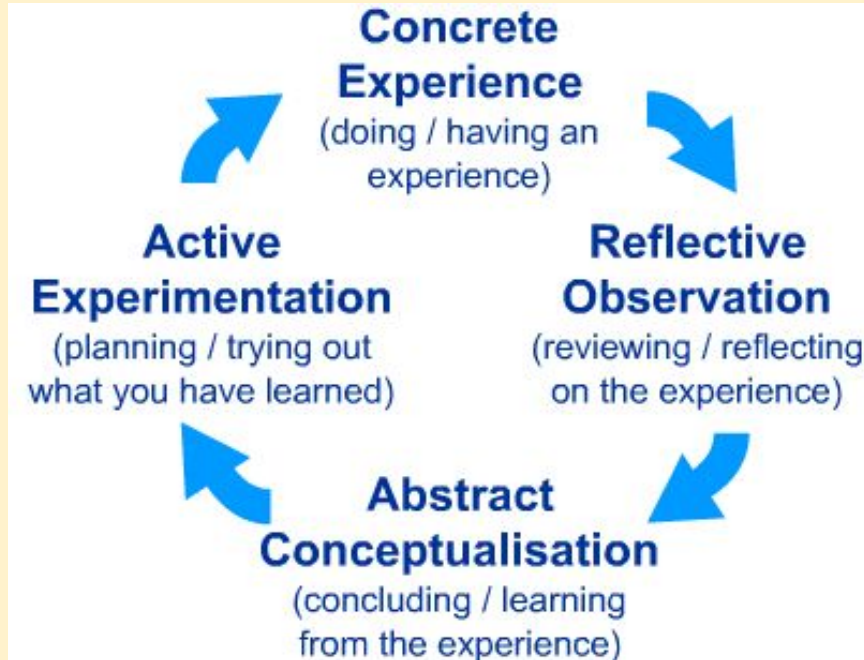 Concrete
Experience
(doing / having an
experience)
Reflective
Observation
(reviewing / reflecting
on the experience)
Abstract
Conceptualisation
(concluding / learning
from the experience)
Active
Experimentation
(planning / trying out
what you have learned)